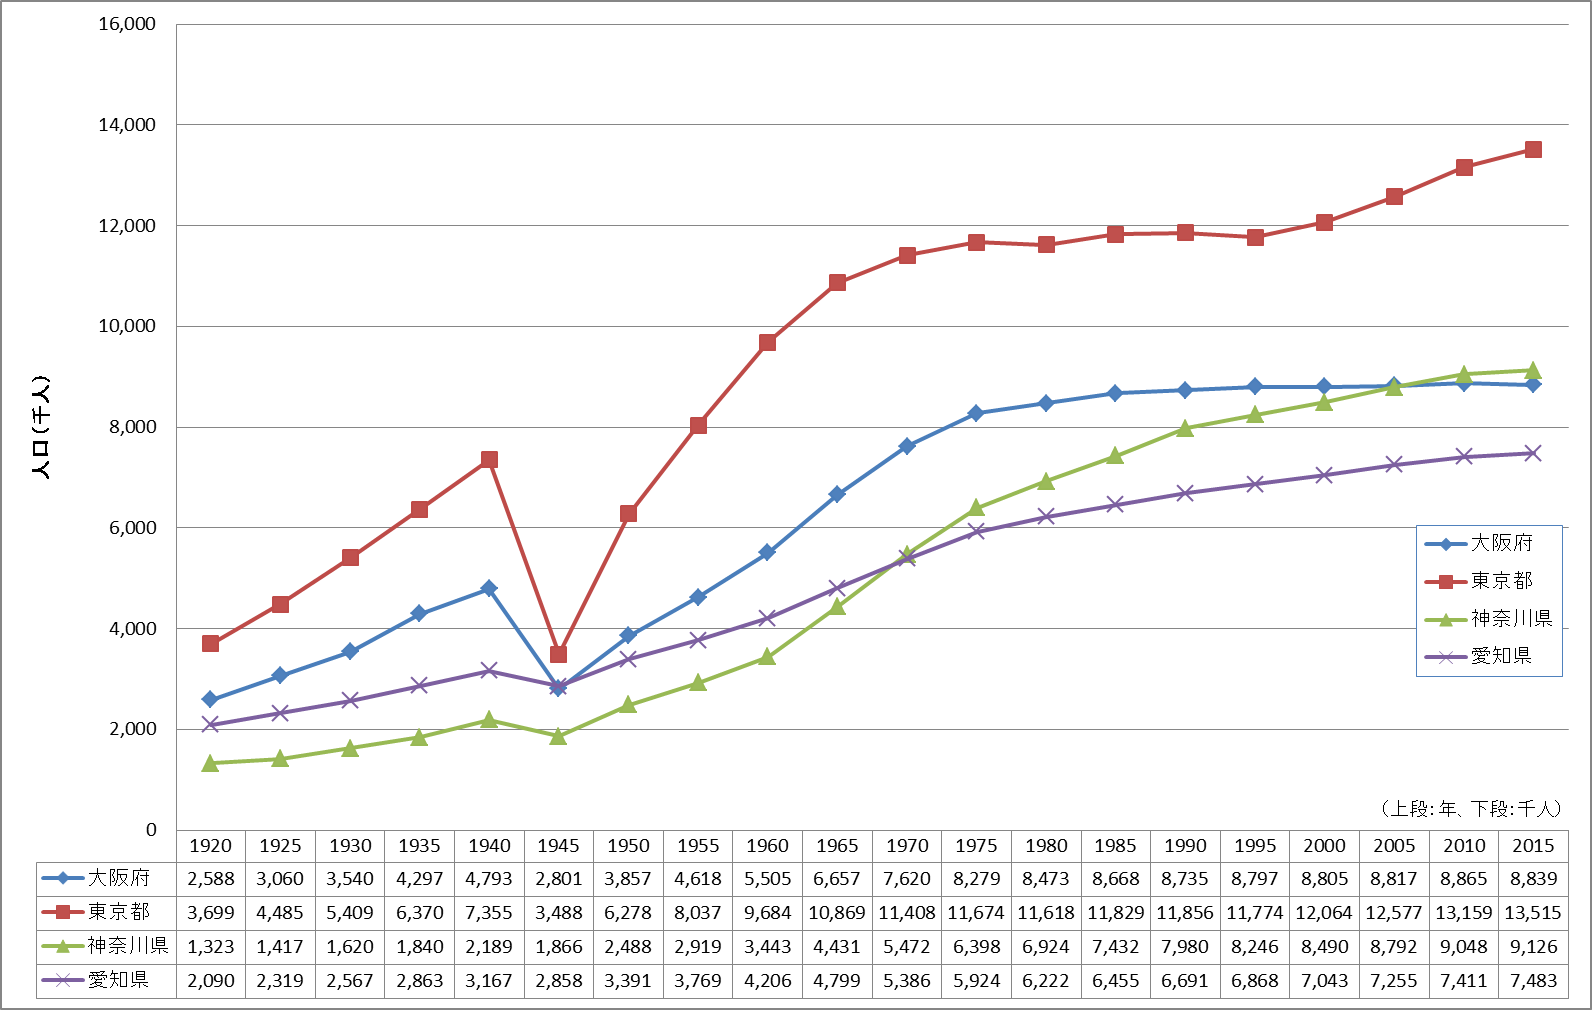 16,000
14,000
12,000
10,000
8,000
6,000
4,000
2,000
0
人口(千人)
大阪府
東京都
神奈川県
愛知県
(上段:年、下段:千人)
1920 1925 1930 1935 1940 1945 1950 1955 1960 1965 1970 1975 1980 1985 1990 1995 2000 2005 2010 2015
大阪府 2,588 3,060 3,540 4,297 4,793 2,801 3,857 4,618 5,505 6,657 7,620 8,279 8,473 8,668 8,735 8,797 8,805 8,817 8,865 8,839
東京都 3,699 4,485 5,409 6,370 7,355 3,488 6,278 8,037 9,684 10,869 11,408 11,674 11,618 11,829 11,856 11,774 12,064 12,577 13,159 13,515
神奈川県 1,323 1,417 1,620 1,840 2,189 1,866 2,488 2,919 3,443 4,431 5,472 6,398 6,924 7,432 7,980 8,246 8,490 8,792 9,048 9,126
愛知県 2,090 2,319 2,567 2,863 3,167 2,858 3,391 3,769 4,206 4,799 5,386 5,924 6,222 6,455 6,691 6,868 7,043 7,255 7,411 7,483